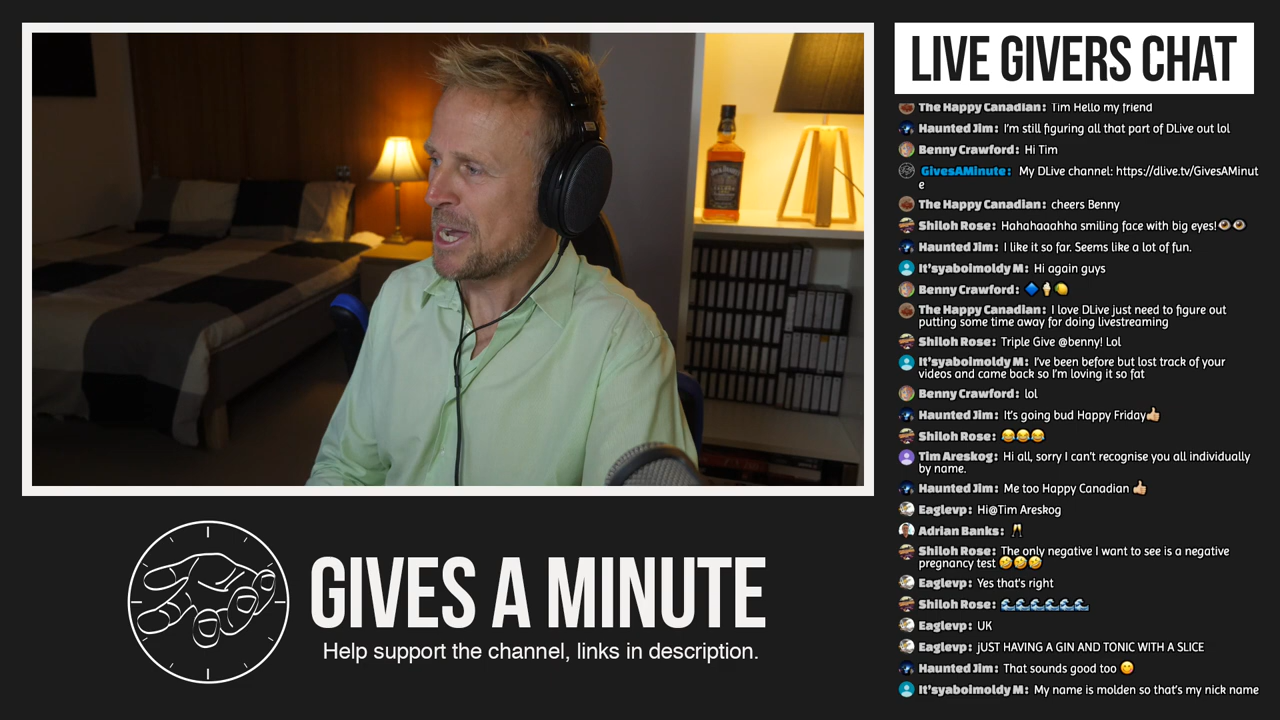 LIVE GIVERS CHAT
The Happy Canadian: Tim Hello my friend
Haunted Jim: I'm still figuring all that part of DLive out lol
Benny Crawford: Hi Tim
GivesAMinute: My DLive channel: https://dlive.tv/GivesAMinut
e
The Happy Canadian: cheers Benny
Shiloh Rose: Hahahaaahha smiling face with big eyes!👁👁
Haunted Jim: I like it so far. Seems like a lot of fun.
It'syaboimoldy M: Hi again guys
Benny Crawford: 🔷🍦🍋
The Happy Canadian: I love DLive just need to figure out
putting some time away for doing livestreaming
Shiloh Rose: Triple Give @benny! Lol
It'syaboimoldy M: I've been before but lost track of your
videos and came back so I'm loving it so fat
Benny Crawford: lol
Haunted Jim: It's going bud Happy Friday👍🏼
Shiloh Rose: 😂😂😂
Tim Areskog: Hi all, sorry I can't recognise you all individually
by name.
Haunted Jim: Me too Happy Canadian 👍🏼
Eaglevp: Hi@Tim Areskog
Adrian Banks: 🥂
Shiloh Rose: The only negative I want to see is a negative
pregnancy test 🤣🤣🤣
Eaglevp: Yes that's right
Shiloh Rose: 🌊🌊🌊🌊🌊🌊
Eaglevp: UK
Eaglevp: jUST HAVING A GIN AND TONIC WITH A SLICE
Haunted Jim: That sounds good too 😋
It'syaboimoldy M: My name is molden so that's my nick name
GIVES A MINUTE
Help support the channel, links in description.